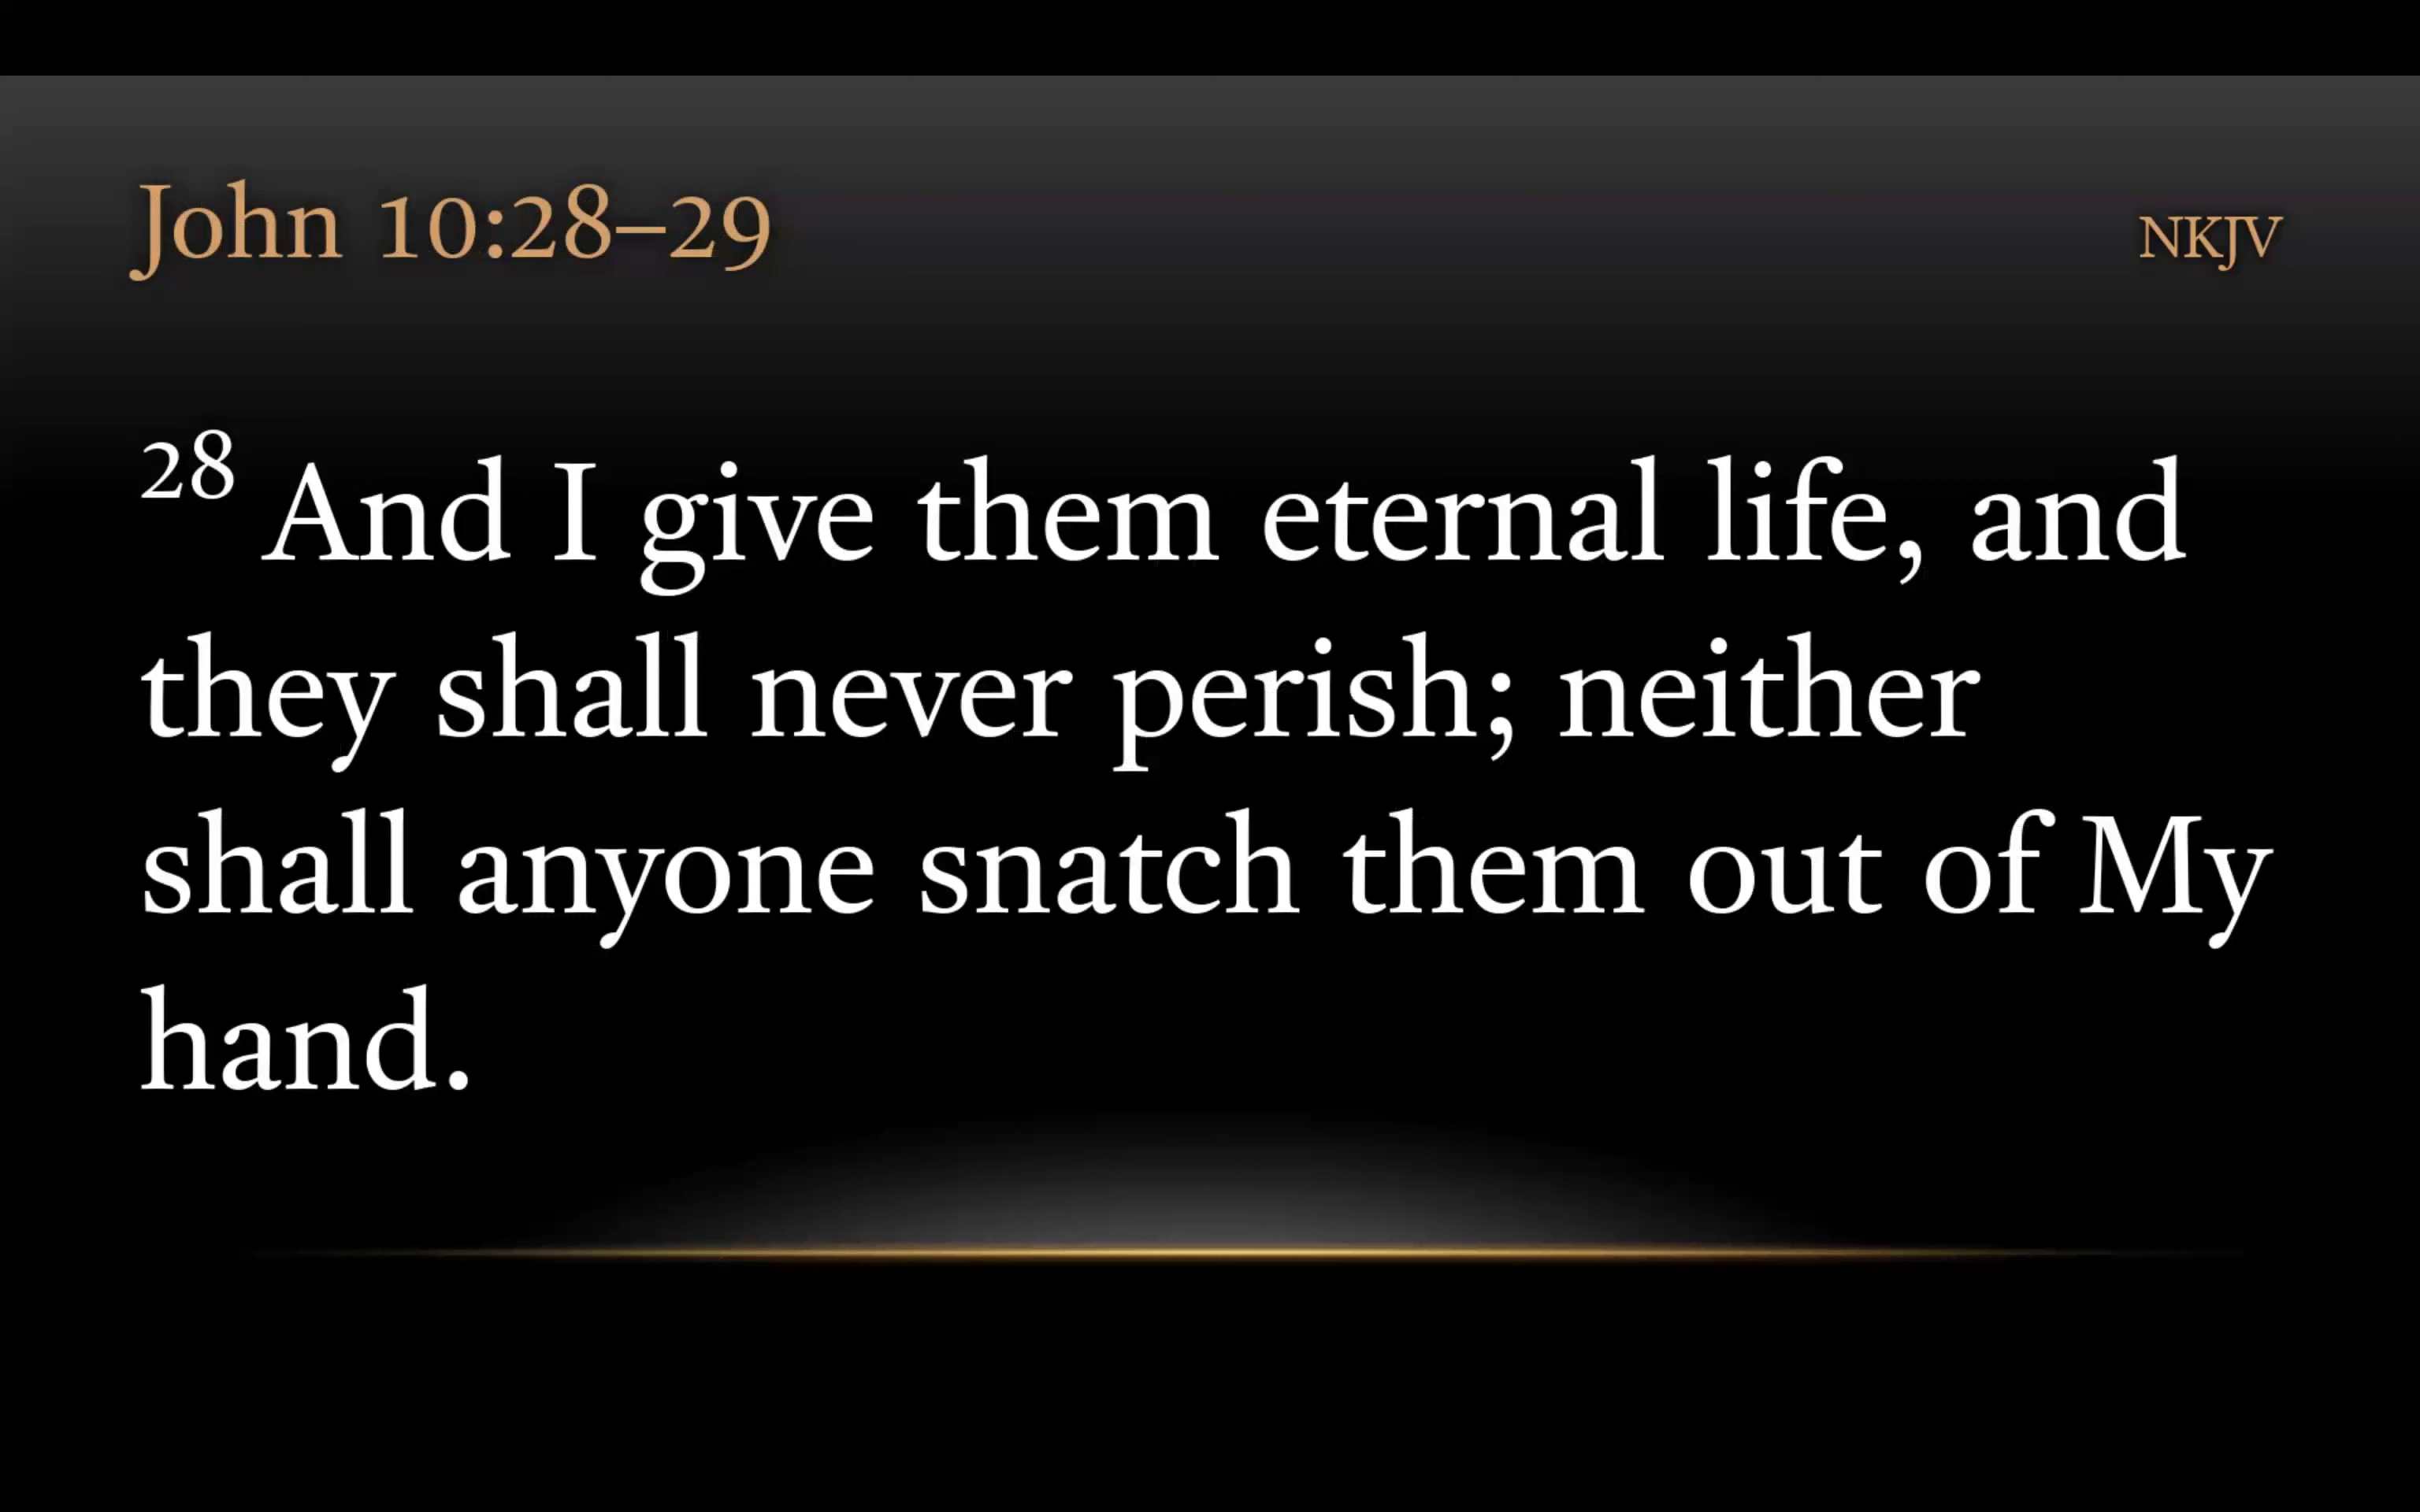 John 10:28–29
NKJV
28 And I give them eternal life, and
they shall never perish; neither
shall anyone snatch them out of My
hand.